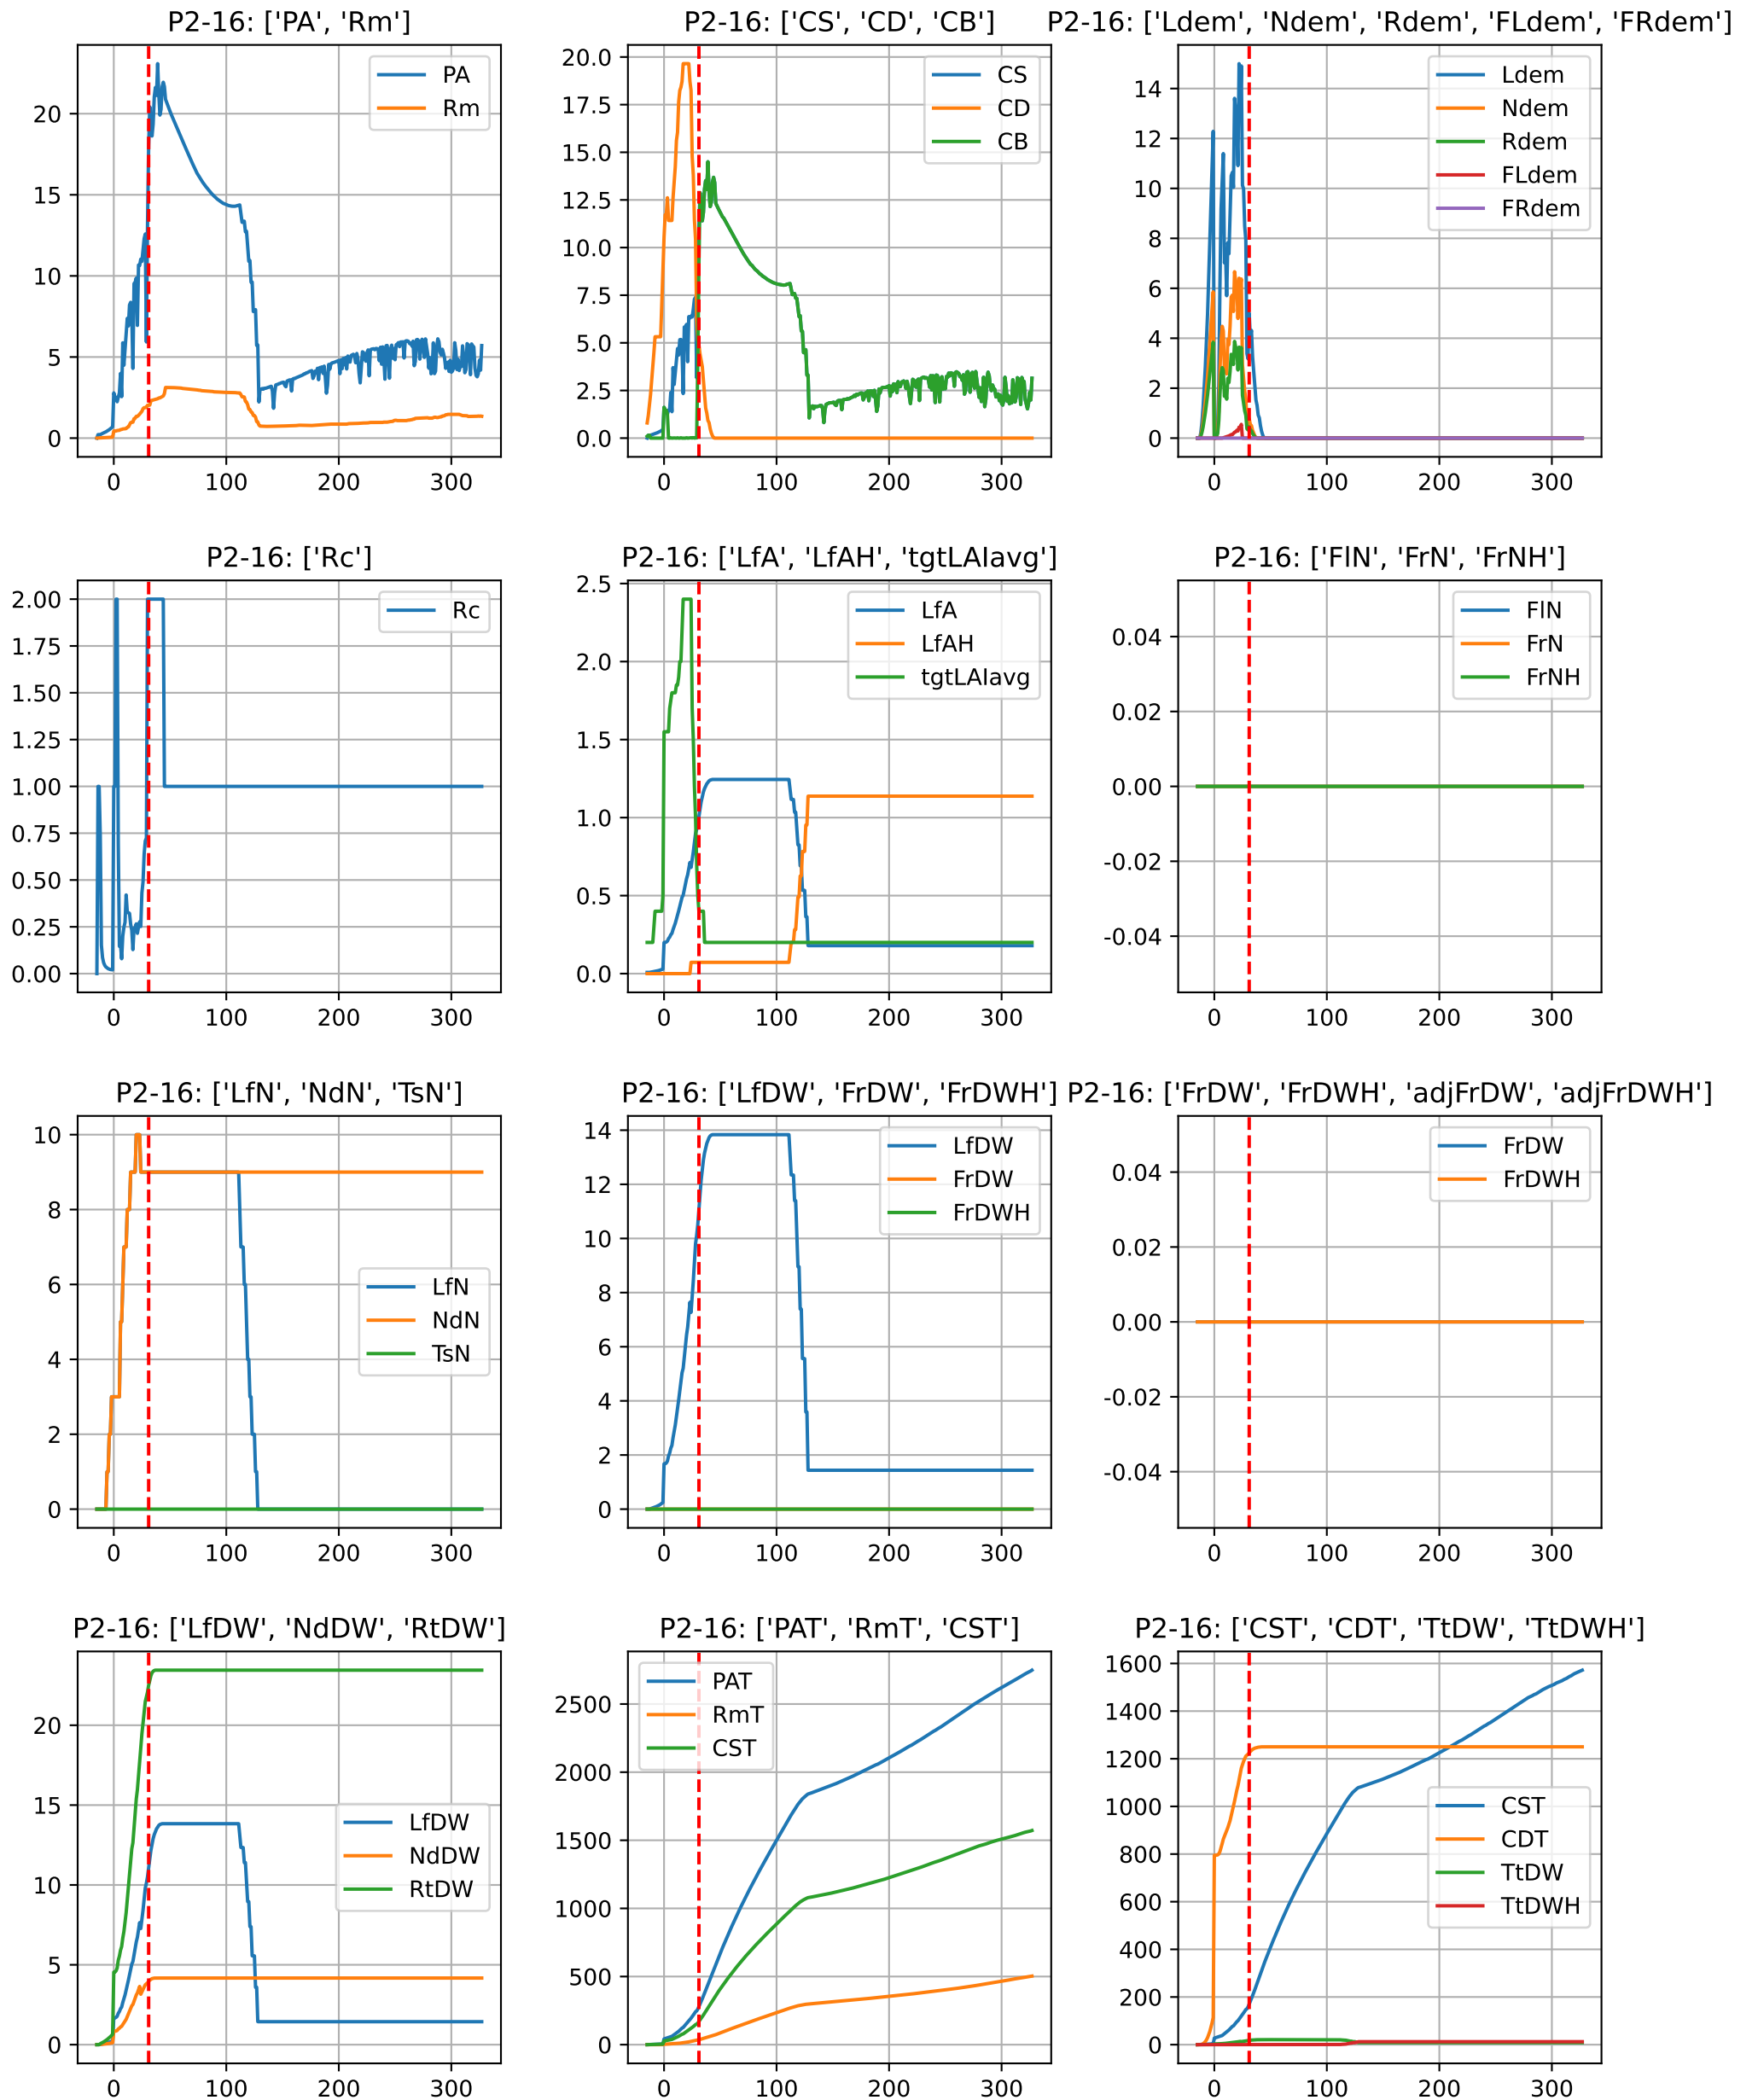 P2-16: ['PA', 'Rm']
PA
Rm
20
15
10
5
0
0 100 200 300
P2-16: ['CS', 'CD', 'CB']
CS
CD
CB
20.0
17.5
15.0
12.5
10.0
7.5
5.0
2.5
0.0
0 100 200 300
P2-16: ['Ldem', 'Ndem', 'Rdem', 'FLdem', 'FRdem']
Ldem
Ndem
Rdem
FLdem
FRdem
14
12
10
8
6
4
2
0
0 100 200 300
P2-16: ['Rc']
Rc
2.00
1.75
1.50
1.25
1.00
0.75
0.50
0.25
0.00
0 100 200 300
P2-16: ['LfA', 'LfAH', 'tgtLAIavg']
LfA
LfAH
tgtLAIavg
2.5
2.0
1.5
1.0
0.5
0.0
0 100 200 300
P2-16: ['FlN', 'FrN', 'FrNH']
FlN
FrN
FrNH
0.04
0.02
0.00
-0.02
-0.04
0 100 200 300
P2-16: ['LfN', 'NdN', 'TsN']
LfN
NdN
TsN
10
8
6
4
2
0
0 100 200 300
P2-16: ['LfDW', 'FrDW', 'FrDWH']
LfDW
FrDW
FrDWH
14
12
10
8
6
4
2
0
0 100 200 300
P2-16: ['FrDW', 'FrDWH', 'adjFrDW', 'adjFrDWH']
FrDW
FrDWH
0.04
0.02
0.00
-0.02
-0.04
0 100 200 300
P2-16: ['LfDW', 'NdDW', 'RtDW']
LfDW
NdDW
RtDW
20
15
10
5
0
0 100 200 300
P2-16: ['PAT', 'RmT', 'CST']
PAT
RmT
CST
2500
2000
1500
1000
500
0
0 100 200 300
P2-16: ['CST', 'CDT', 'TtDW', 'TtDWH']
CST
CDT
TtDW
TtDWH
1600
1400
1200
1000
800
600
400
200
0
0 100 200 300